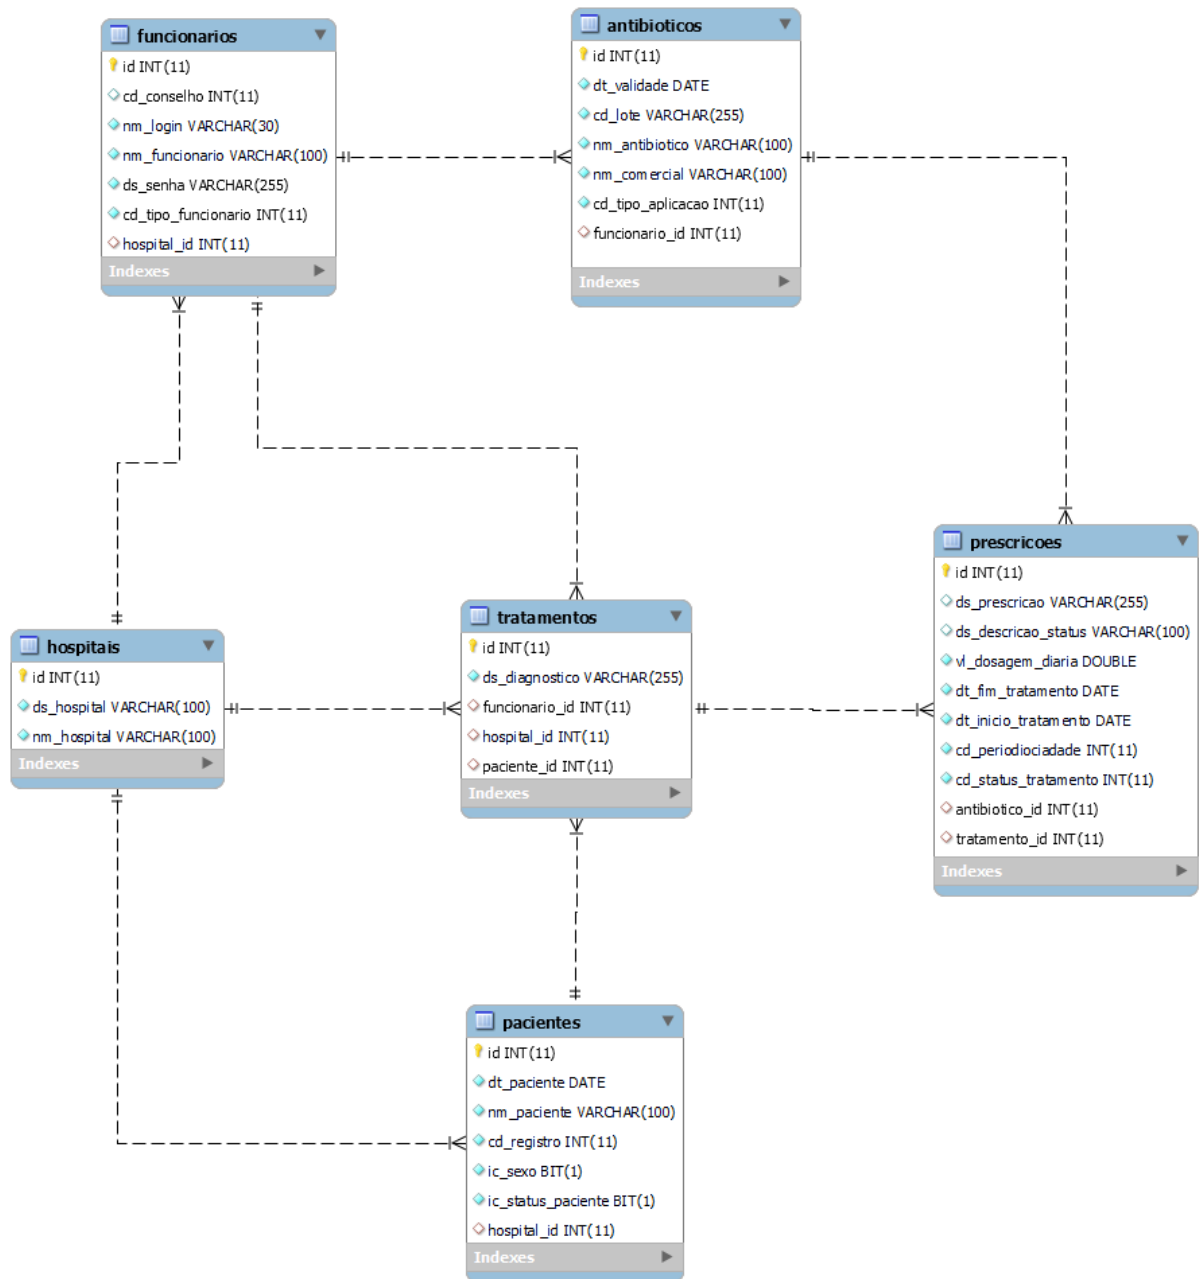 funcionarios
id INT(11)
cd_conselho INT(11)
nm_login VARCHAR(30)
nm_funcionario VARCHAR(100)
ds_senha VARCHAR(255)
cd_tipo_funcionario INT(11)
hospital_id INT(11)
Indexes
antibioticos
id INT(11)
dt_validade DATE
cd_lote VARCHAR(255)
nm_antibiotico VARCHAR(100)
nm_comercial VARCHAR(100)
cd_tipo_aplicacao INT(11)
funcionario_id INT(11)
Indexes
prescricoes
id INT(11)
ds_prescricao VARCHAR(255)
ds_descricao_status VARCHAR(100)
vl_dosagem_diaria DOUBLE
dt_fim_tratamento DATE
dt_inicio_tratamento DATE
cd_periodiociadade INT(11)
cd_status_tratamento INT(11)
antibiotico_id INT(11)
tratamento_id INT(11)
Indexes
hospitais
id INT(11)
ds_hospital VARCHAR(100)
nm_hospital VARCHAR(100)
Indexes
tratamentos
id INT(11)
ds_diagnostico VARCHAR(255)
funcionario_id INT(11)
hospital_id INT(11)
paciente_id INT(11)
Indexes
pacientes
id INT(11)
dt_paciente DATE
nm_paciente VARCHAR(100)
cd_registro INT(11)
ic_sexo BIT(1)
ic_status_paciente BIT(1)
hospital_id INT(11)
Indexes